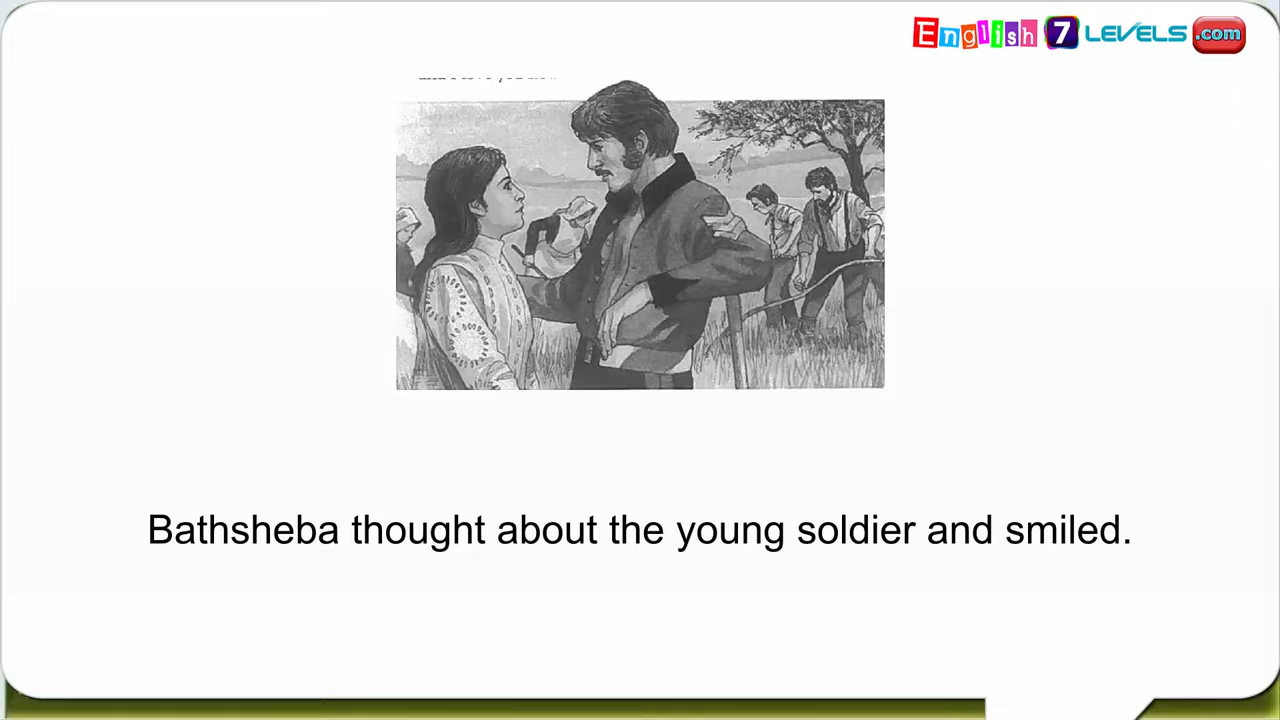 English 7 LEVELS .com
Bathsheba thought about the young soldier and smiled.